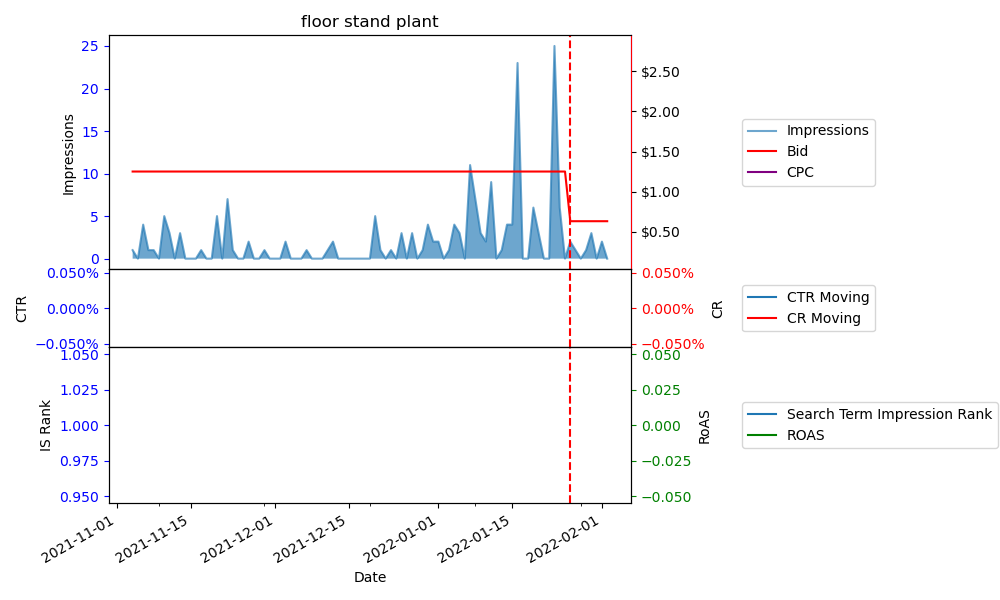 floor stand plant
Impressions
25
20
15
10
5
0
$2.50
$2.00
$1.50
$1.00
$0.50
Impressions
Bid
CPC
CTR
0.050%
0.000%
−0.050%
0.050%
0.000%
−0.050%
CR
CTR Moving
CR Moving
IS Rank
1.050
1.025
1.000
0.975
0.950
0.050
0.025
0.000
−0.025
−0.050
RoAS
Search Term Impression Rank
ROAS
2021-11-01
2021-11-15
2021-12-01
2021-12-15
2022-01-01
2022-01-15
2022-02-01
Date